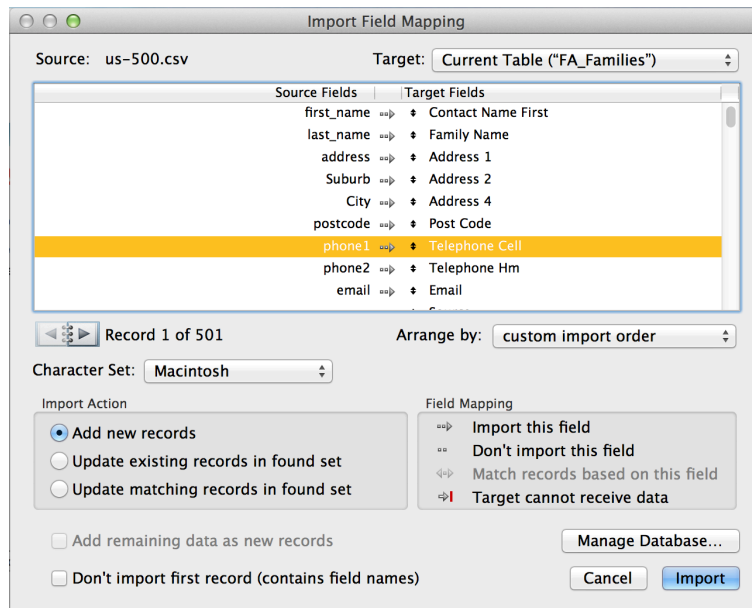 Import Field Mapping
Source: us-500.csv Target: Current Table ("FA_Families")
Source Fields Target Fields
first_name Contact Name First
last_name Family Name
address Address 1
Suburb Address 2
City Address 4
postcode Post Code
phone1 Telephone Cell
phone2 Telephone Hm
email Email
Record 1 of 501 Arrange by: custom import order
Character Set: Macintosh
Import Action Field Mapping
Add new records Import this field
Update existing records in found set Don't import this field
Update matching records in found set Match records based on this field
Target cannot receive data
Add remaining data as new records Manage Database...
Don't import first record (contains field names) Cancel Import